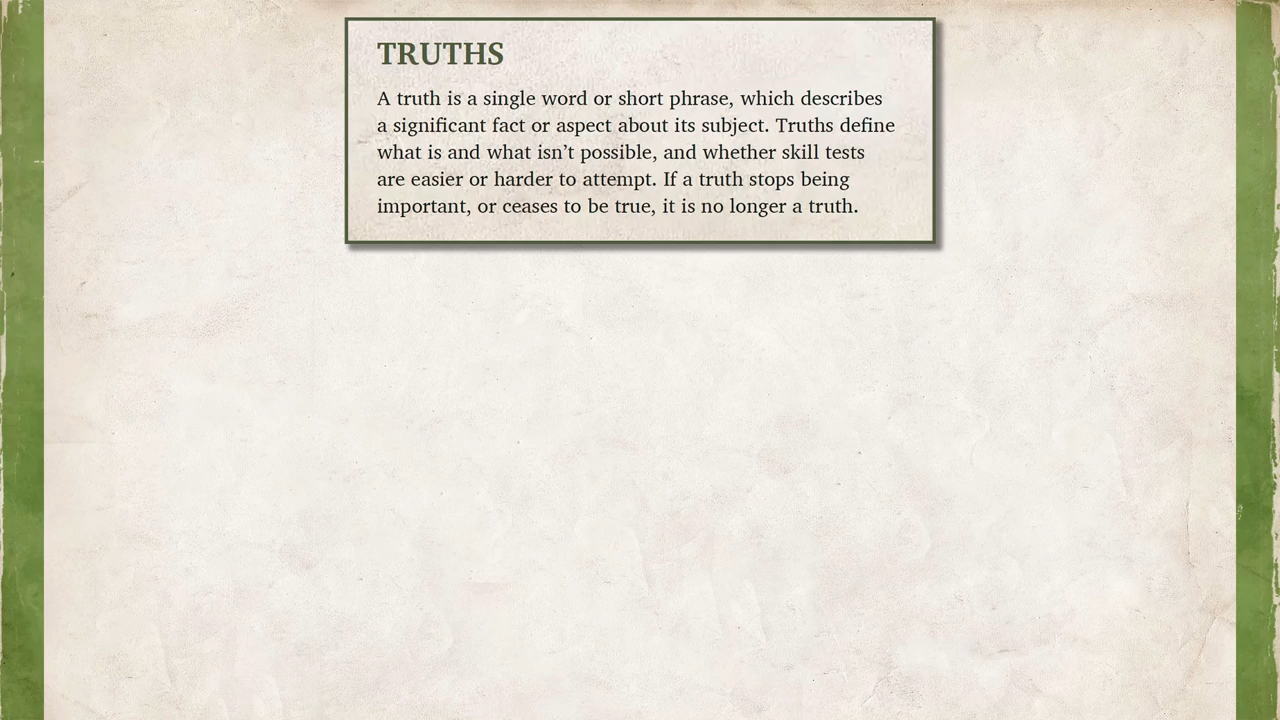 TRUTHS
A truth is a single word or short phrase, which describes
a significant fact or aspect about its subject. Truths define
what is and what isn’t possible, and whether skill tests
are easier or harder to attempt. If a truth stops being
important, or ceases to be true, it is no longer a truth.